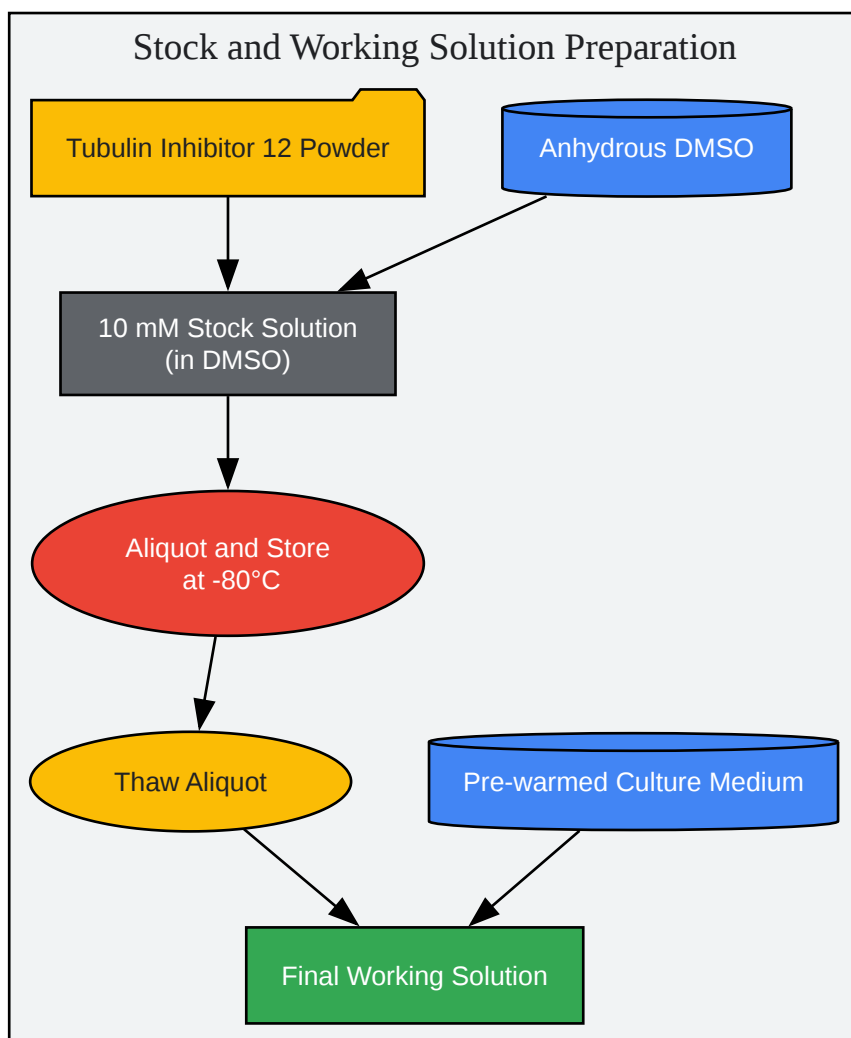 Stock and Working Solution Preparation
Tubulin Inhibitor 12 Powder
Anhydrous DMSO
10 mM Stock Solution
(in DMSO)
Aliquot and Store
at -80°C
Thaw Aliquot
Pre-warmed Culture Medium
Final Working Solution